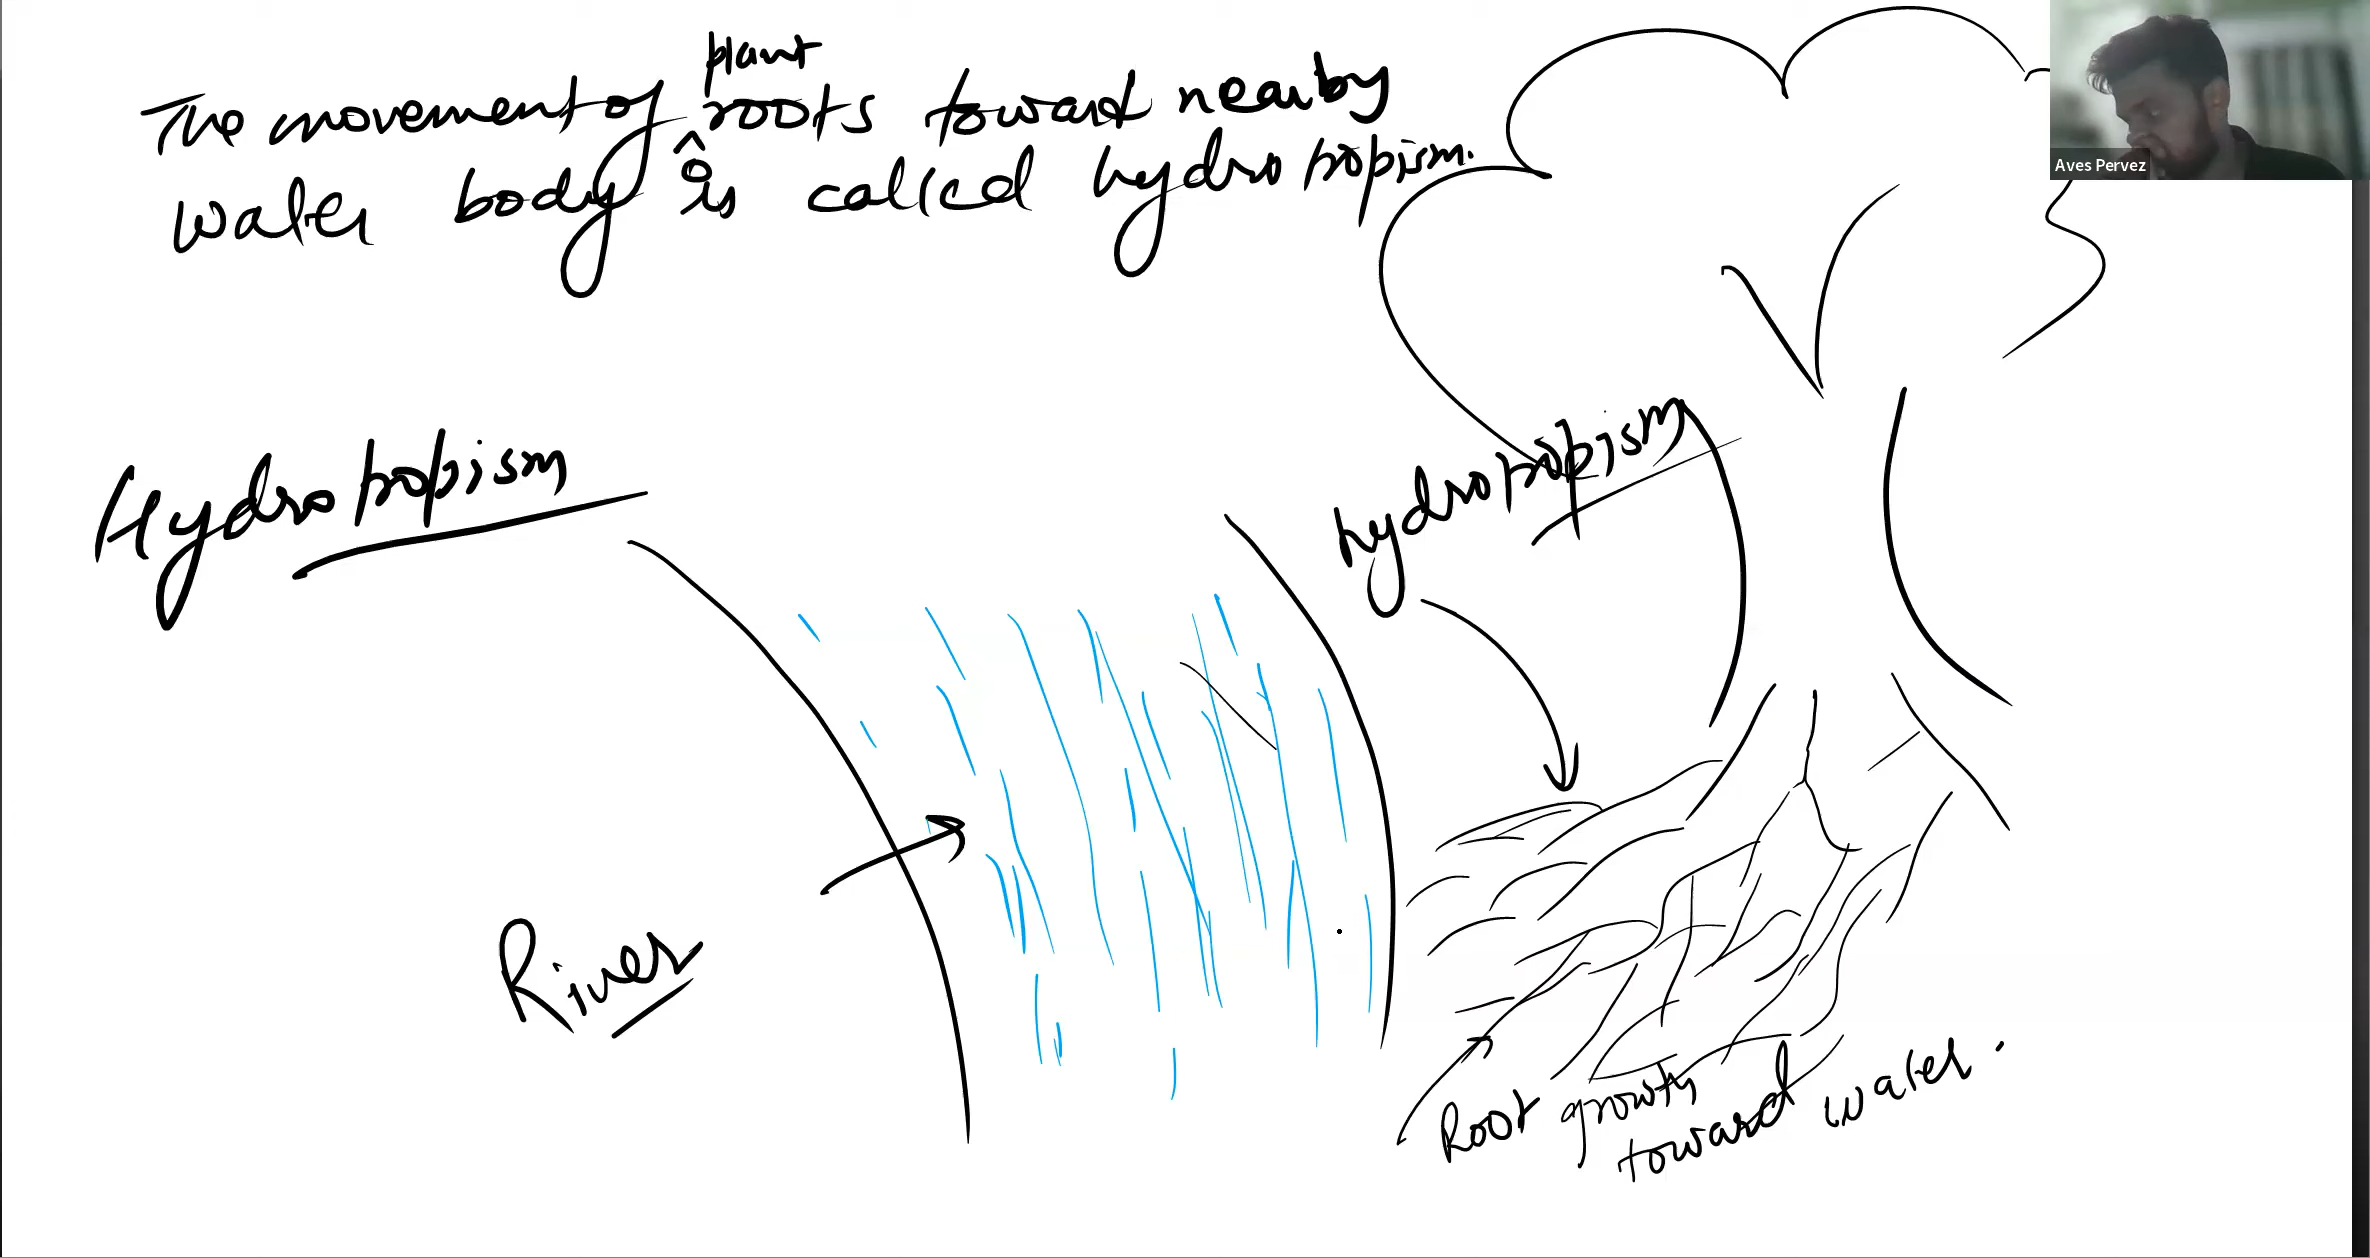 plant
The movement of ^ roots toward nearby
water body is called hydrotropism.
Aves Pervez
Hydrotropism
hydrotropism
River
Root growth
toward water.